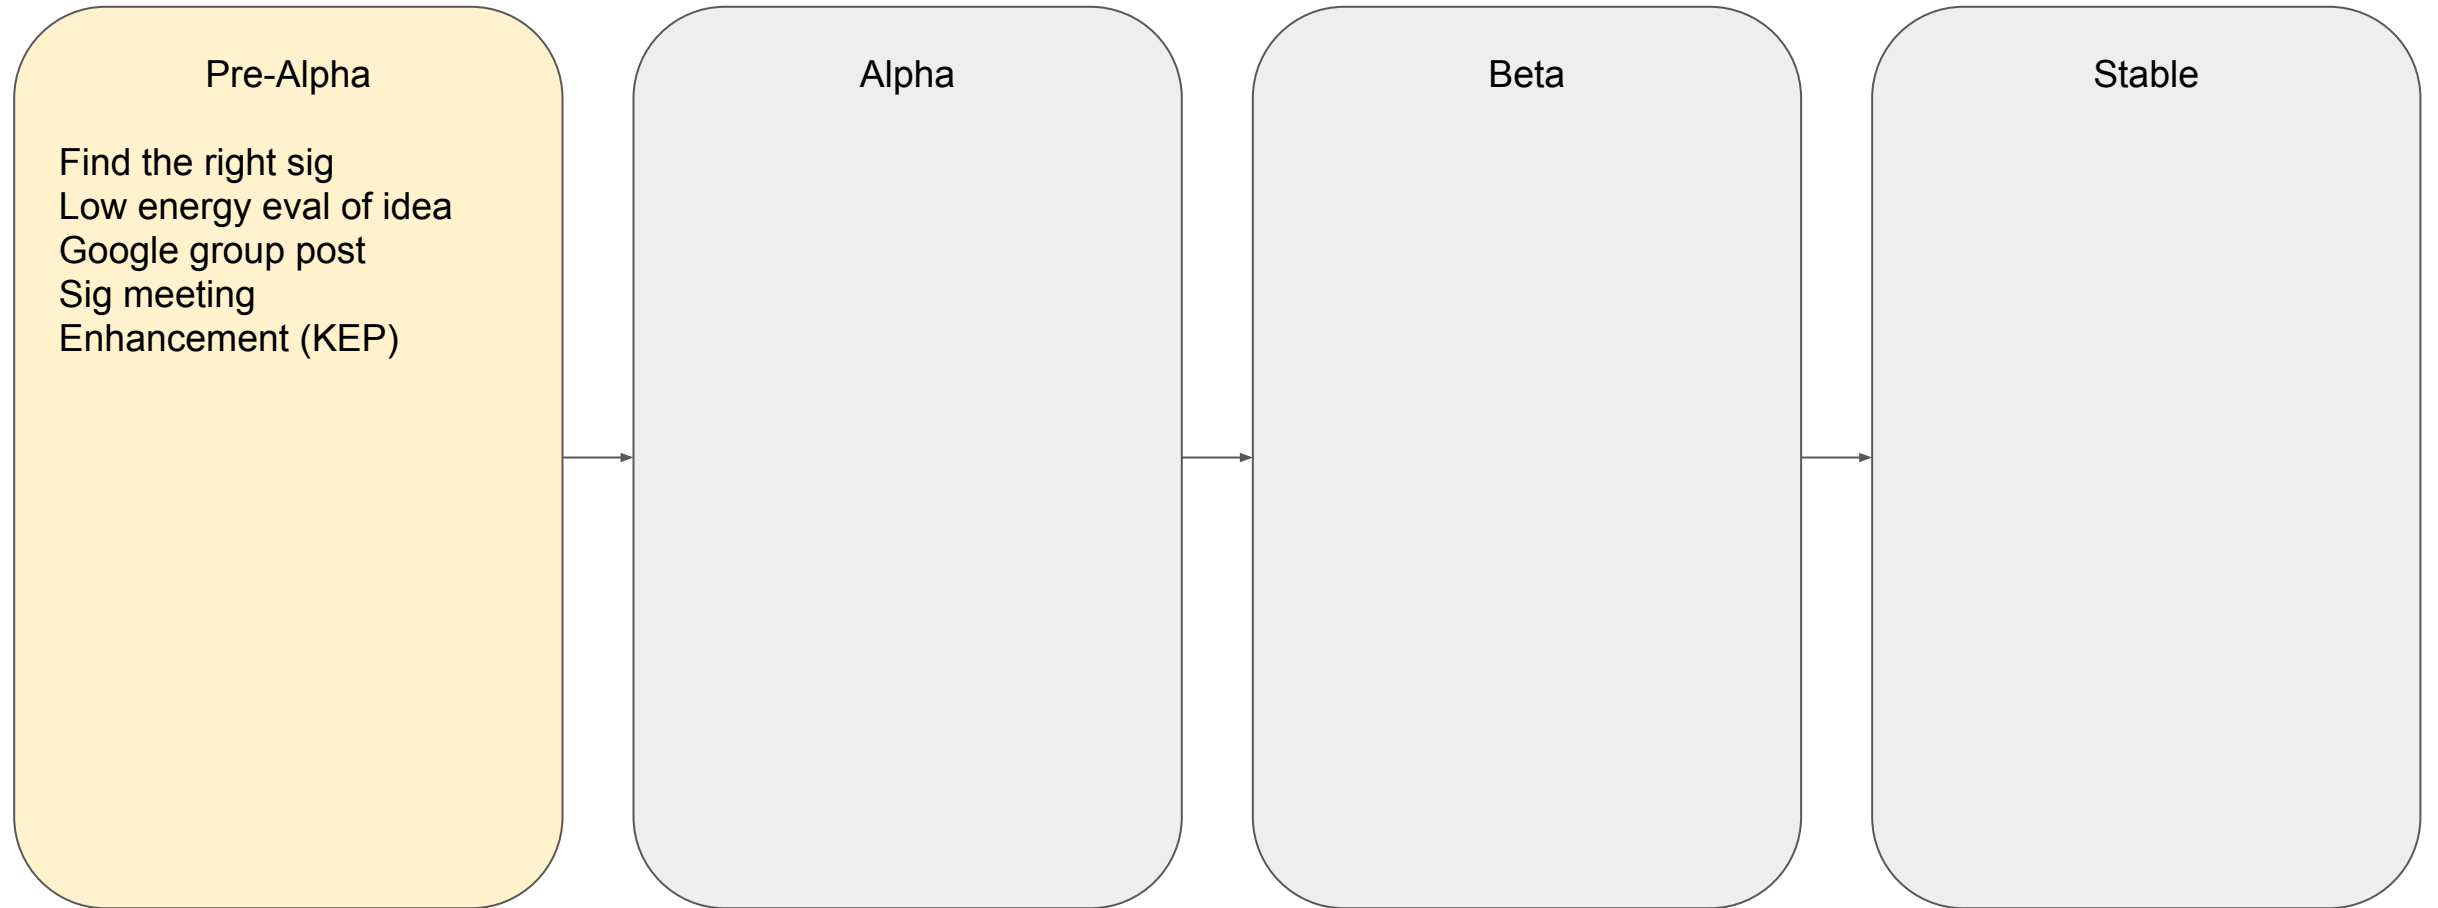 Pre-Alpha
Find the right sig
Low energy eval of idea
Google group post
Sig meeting
Enhancement (KEP)
Alpha
Beta
Stable